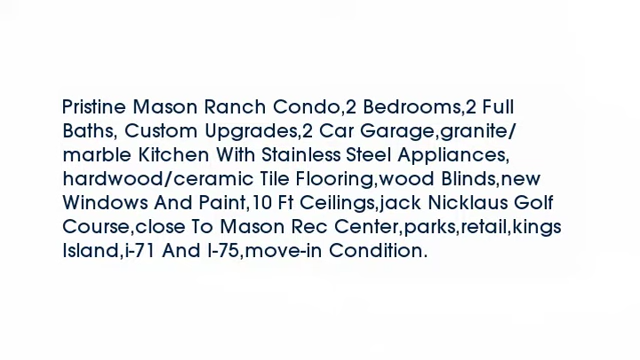 Pristine Mason Ranch Condo,2 Bedrooms,2 Full
Baths, Custom Upgrades,2 Car Garage,granite/
marble Kitchen With Stainless Steel Appliances,
hardwood/ceramic Tile Flooring,wood Blinds,new
Windows And Paint,10 Ft Ceilings,jack Nicklaus Golf
Course,close To Mason Rec Center,parks,retail,kings
Island,i-71 And I-75,move-in Condition.